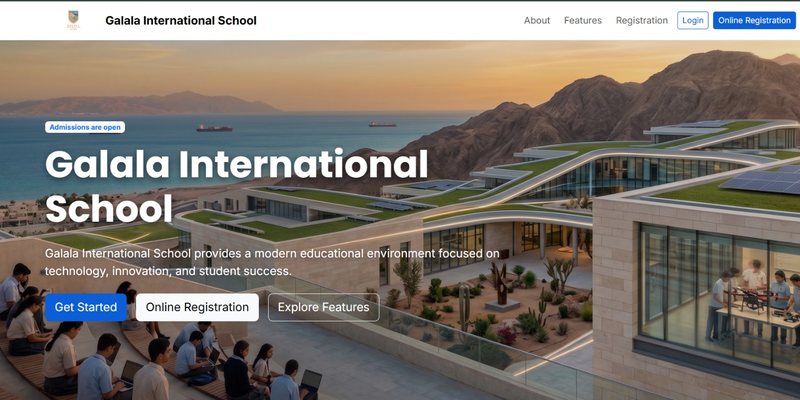 Galala International School
About
Features
Registration
Login
Online Registration
Admissions are open
Galala International
School
Galala International School provides a modern educational environment focused on
technology, innovation, and student success.
Get Started
Online Registration
Explore Features